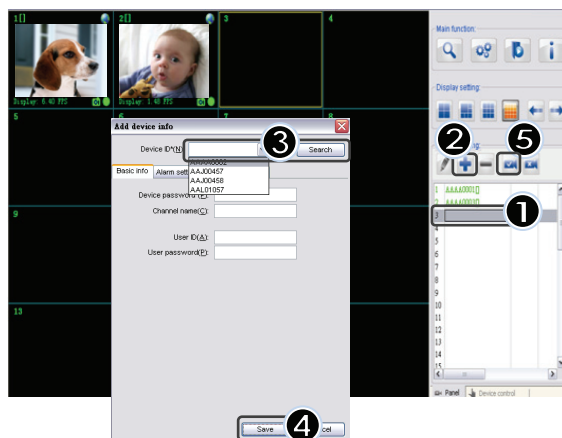 1[]
2[]
3
4
Main function:
Display: 6.40 FPS
Display: 1.48 FPS
Display setting:
5
6
7
8
2
5
Add device info
Device ID*(N):
3
Search
AAAA0002
AAJ00457
AAJ00458
AAL01057
Basic info
Alarm sett
Device password (P):
Channel name(C):
User ID(A):
User password(P):
1 AAAA0001[]
3
1
7
9
8
9
10
11
12
13
13
14
15
Save
4
cel
Panel
Device control